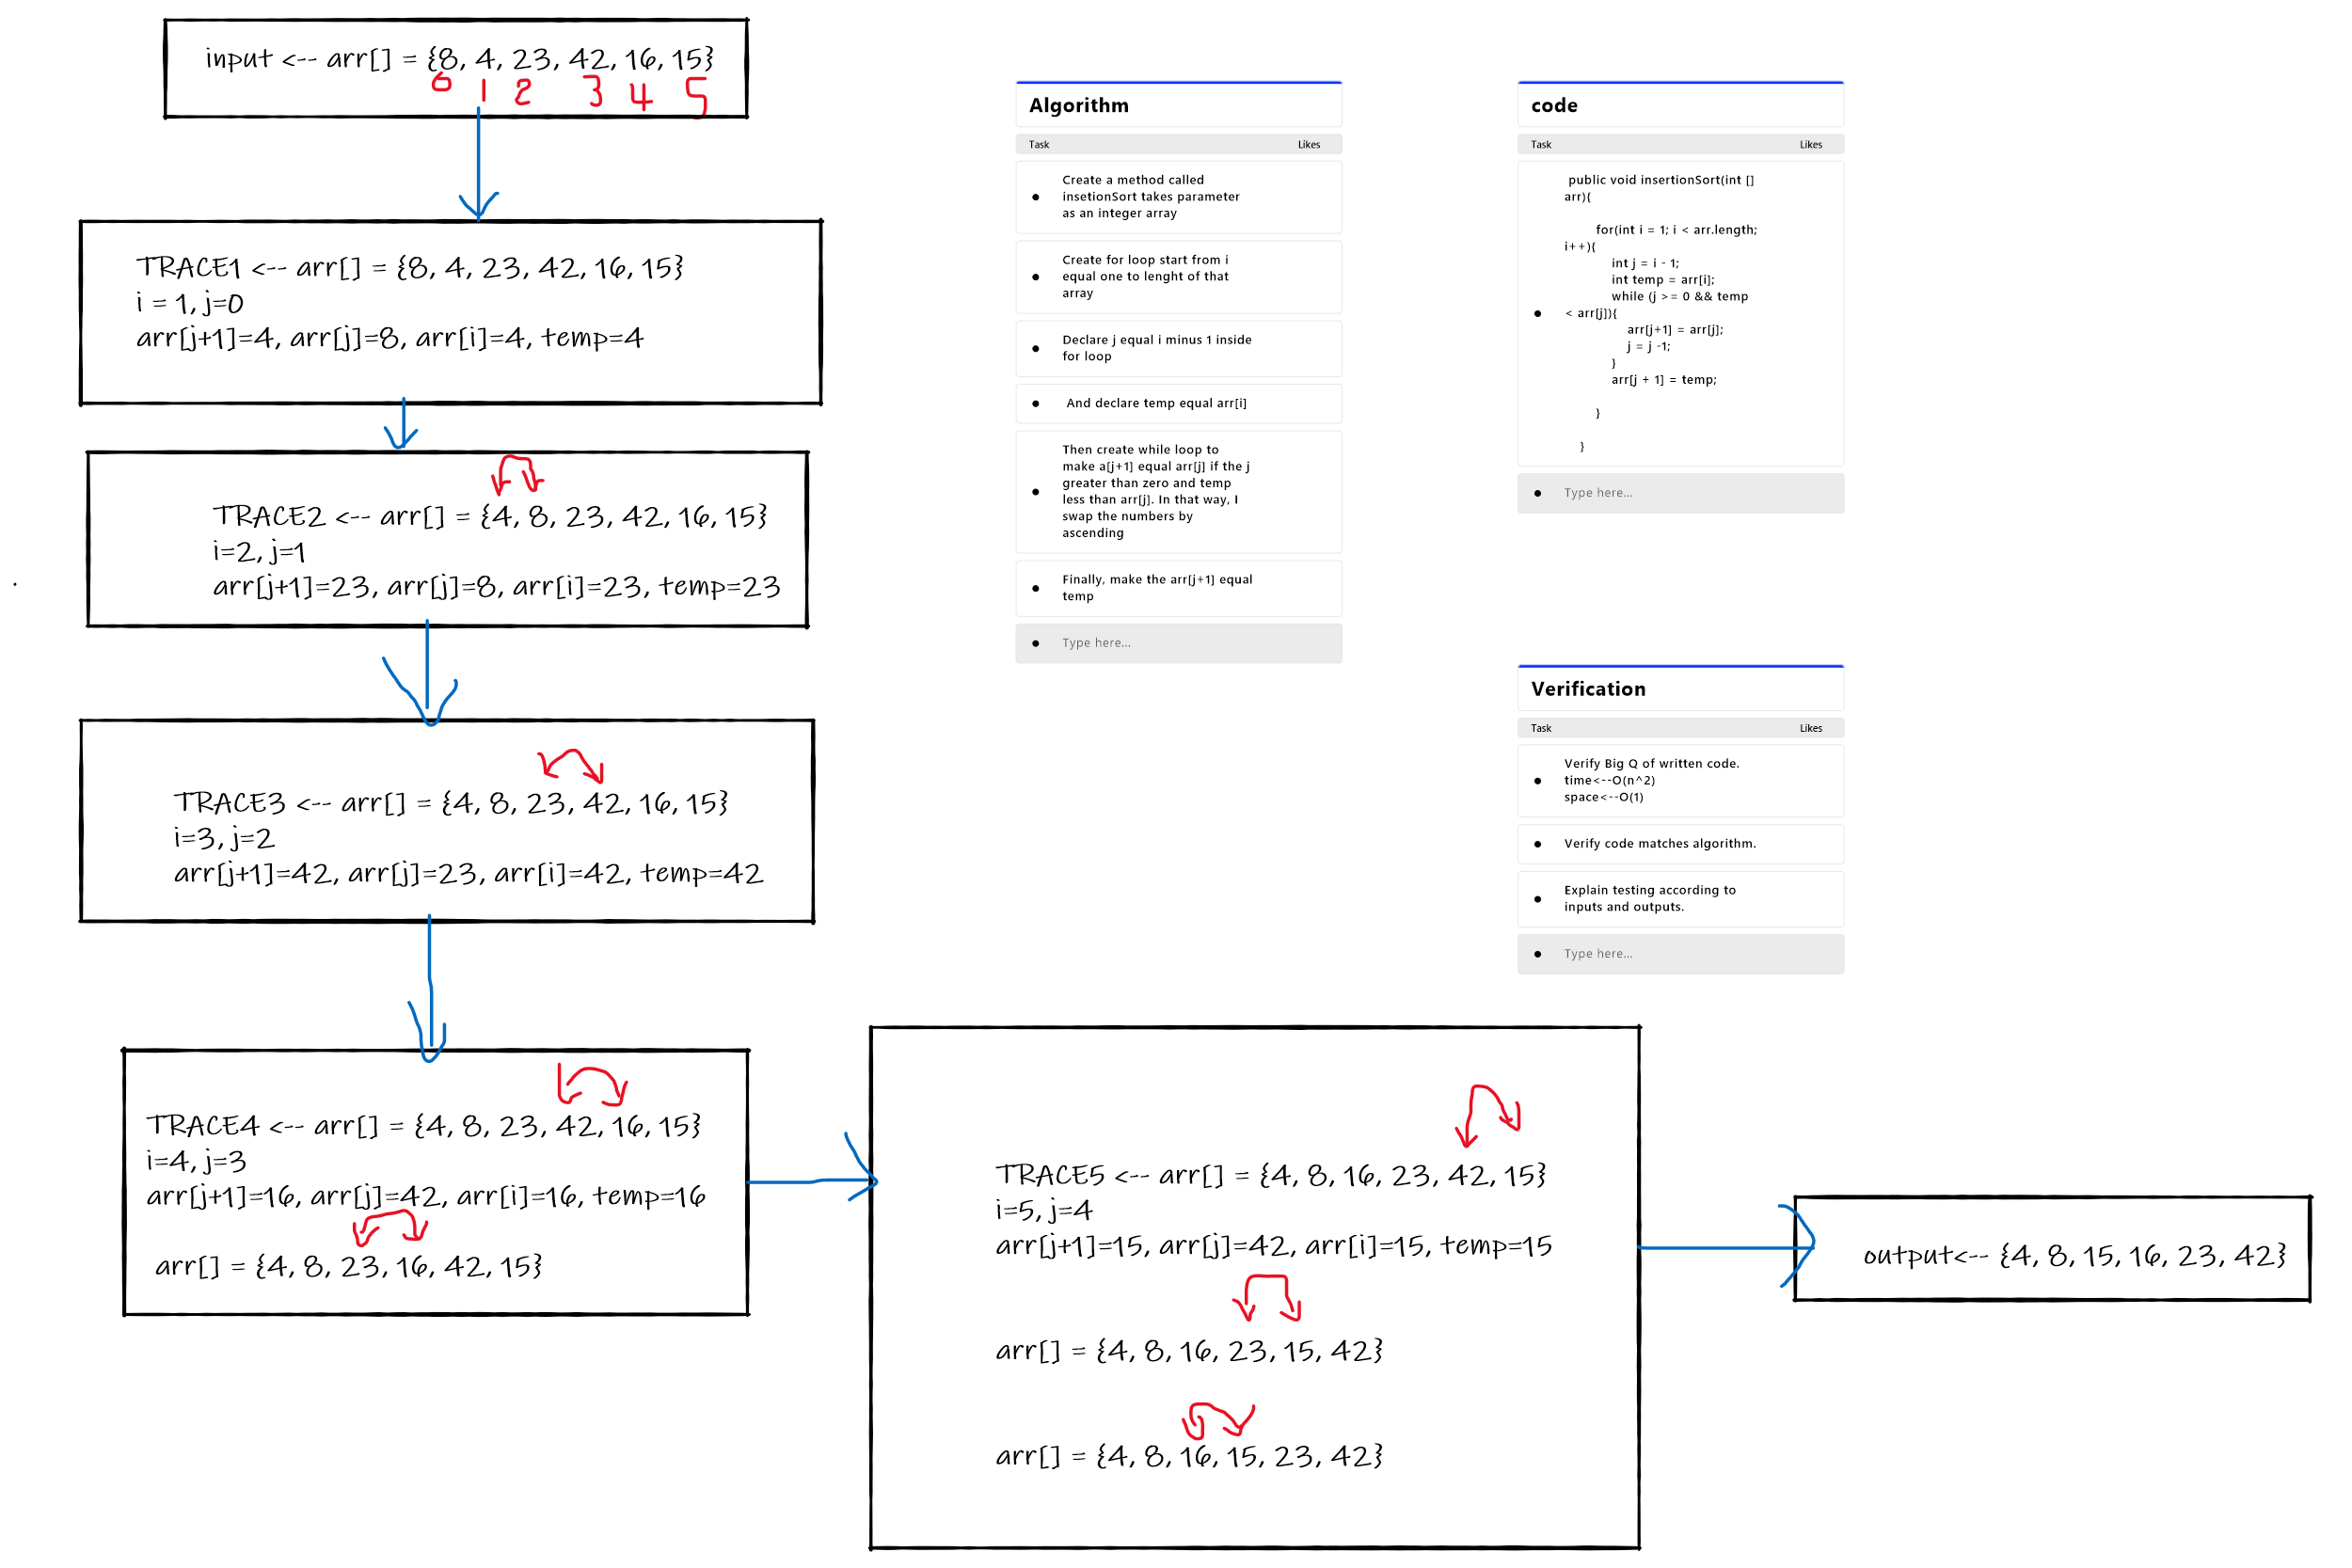 input <-- arr[] = {8, 4, 23, 42, 16, 15}
0 1 2 3 4 5
TRACE1 <-- arr[] = {8, 4, 23, 42, 16, 15}
i = 1, j=0
arr[j+1]=4, arr[j]=8, arr[i]=4, temp=4
TRACE2 <-- arr[] = {4, 8, 23, 42, 16, 15}
i=2, j=1
arr[j+1]=23, arr[j]=8, arr[i]=23, temp=23
TRACE3 <-- arr[] = {4, 8, 23, 42, 16, 15}
i=3, j=2
arr[j+1]=42, arr[j]=23, arr[i]=42, temp=42
TRACE4 <-- arr[] = {4, 8, 23, 42, 16, 15}
i=4, j=3
arr[j+1]=16, arr[j]=42, arr[i]=16, temp=16
arr[] = {4, 8, 23, 16, 42, 15}
TRACE5 <-- arr[] = {4, 8, 16, 23, 42, 15}
i=5, j=4
arr[j+1]=15, arr[j]=42, arr[i]=15, temp=15
arr[] = {4, 8, 16, 23, 15, 42}
arr[] = {4, 8, 16, 15, 23, 42}
output<-- {4, 8, 15, 16, 23, 42}
Algorithm
Task Likes
Create a method called
insetionSort takes parameter
as an integer array
Create for loop start from i
equal one to lenght of that
array
Declare j equal i minus 1 inside
for loop
And declare temp equal arr[i]
Then create while loop to
make a[j+1] equal arr[j] if the j
greater than zero and temp
less than arr[j]. In that way, I
swap the numbers by
ascending
Finally, make the arr[j+1] equal
temp
Type here...
code
Task Likes
public void insertionSort(int []
arr){
for(int i = 1; i < arr.length;
i++){
int j = i - 1;
int temp = arr[i];
while (j >= 0 && temp
< arr[j]){
arr[j+1] = arr[j];
j = j -1;
}
arr[j + 1] = temp;
}
}
Type here...
Verification
Task Likes
Verify Big Q of written code.
time<--O(n^2)
space<--O(1)
Verify code matches algorithm.
Explain testing according to
inputs and outputs.
Type here...